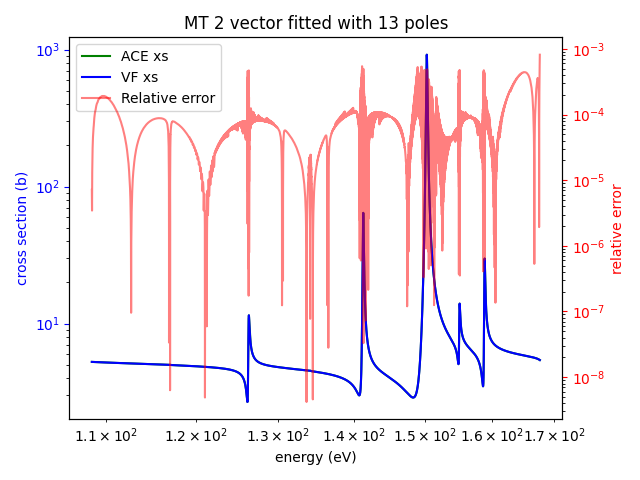 MT 2 vector fitted with 13 poles
ACE xs
VF xs
Relative error
cross section (b)
10³
10²
10¹
relative error
10⁻³
10⁻⁴
10⁻⁵
10⁻⁶
10⁻⁷
10⁻⁸
1.1 × 10² 1.2 × 10² 1.3 × 10² 1.4 × 10² 1.5 × 10² 1.6 × 10² 1.7 × 10²
energy (eV)